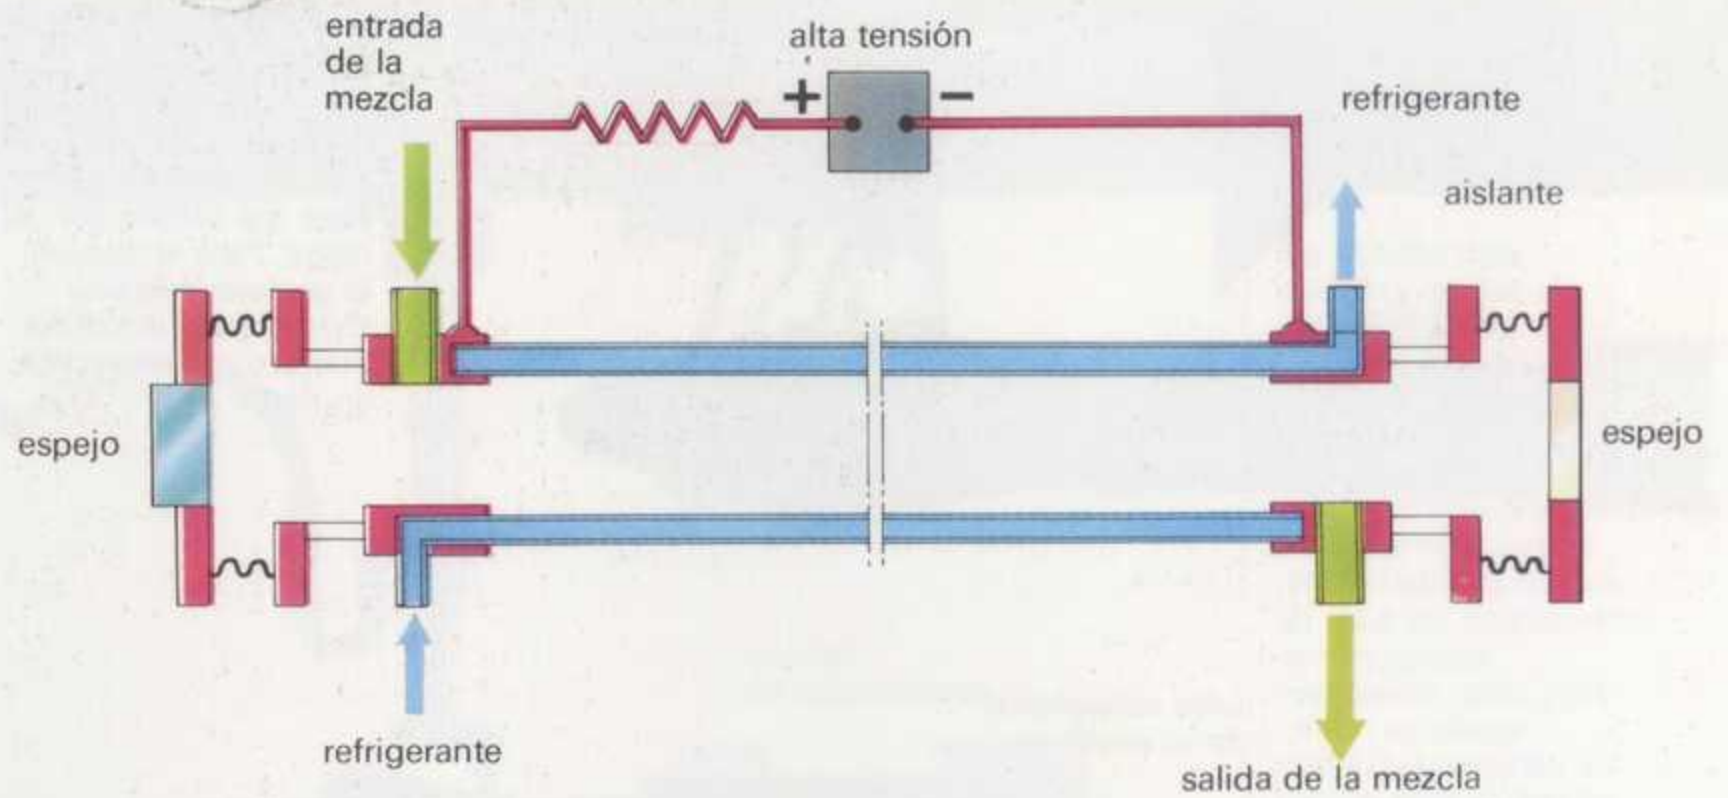 entrada
de la
mezcla
alta tensión
+
−
refrigerante
aislante
espejo
espejo
refrigerante
salida de la mezcla